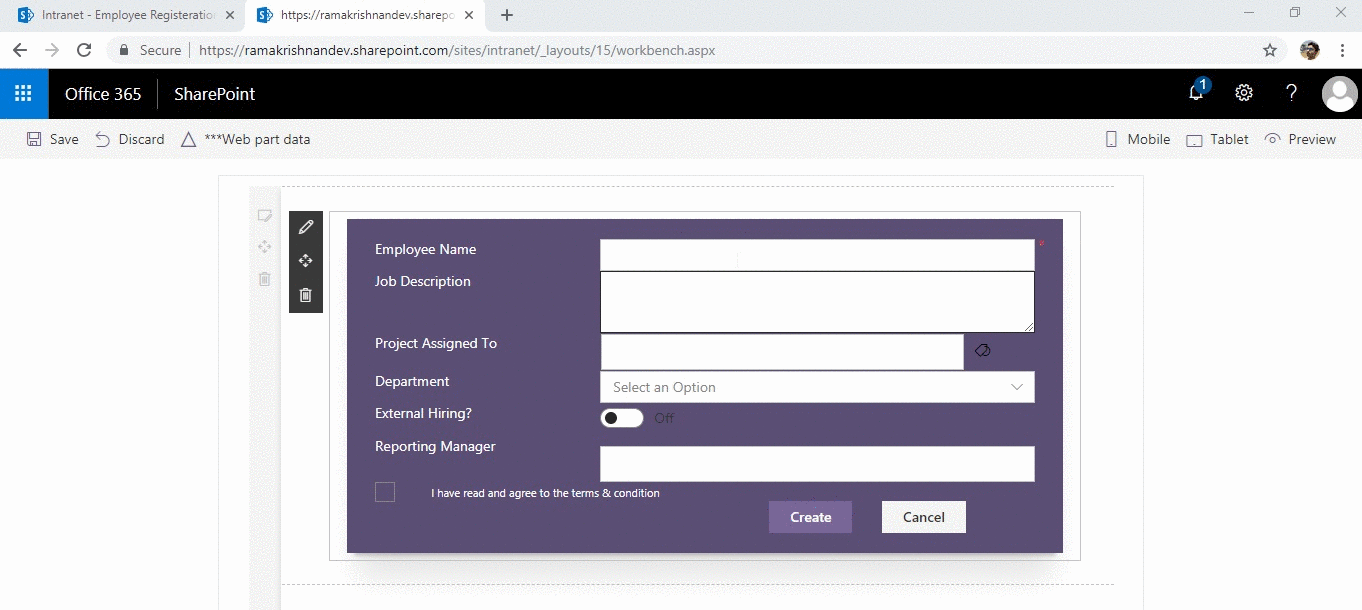 Intranet - Employee Registeratio
https://ramakrishnandev.sharepo
Secure
https://ramakrishnandev.sharepoint.com/sites/intranet/_layouts/15/workbench.aspx
Office 365
SharePoint
1
?
Save
Discard
***Web part data
Mobile
Tablet
Preview
Employee Name
*
Job Description
Project Assigned To
Department
Select an Option
External Hiring?
Off
Reporting Manager
I have read and agree to the terms & condition
Create
Cancel